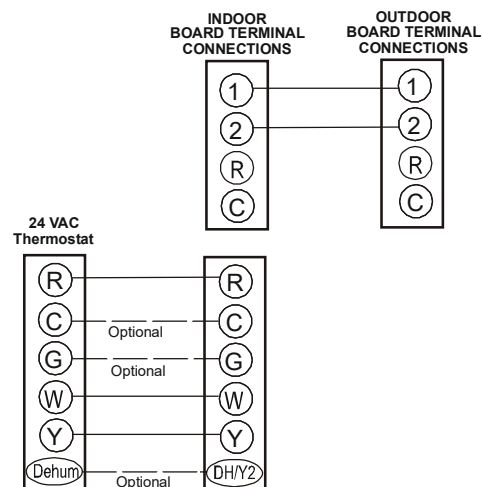 INDOOR
BOARD TERMINAL
CONNECTIONS
OUTDOOR
BOARD TERMINAL
CONNECTIONS
1 1
2 2
R R
C C
24 VAC
Thermostat
R R
C Optional C
G Optional G
W W
Y Y
Dehum Optional DH/Y2